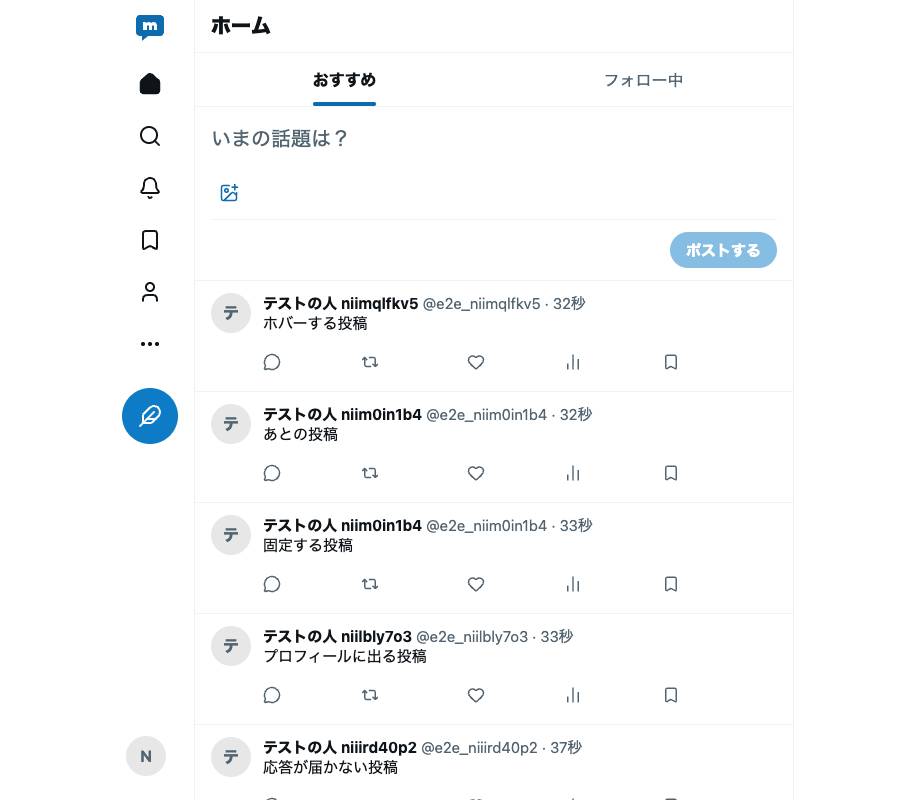 m
ホーム
おすすめ
フォロー中
いまの話題は？
ポストする
テ
テストの人 niimqlfkv5 @e2e_niimqlfkv5 · 32秒
ホバーする投稿
テ
テストの人 niim0in1b4 @e2e_niim0in1b4 · 32秒
あとの投稿
テ
テストの人 niim0in1b4 @e2e_niim0in1b4 · 33秒
固定する投稿
テ
テストの人 niilbly7o3 @e2e_niilbly7o3 · 33秒
プロフィールに出る投稿
N
テ
テストの人 niiird40p2 @e2e_niiird40p2 · 37秒
応答が届かない投稿